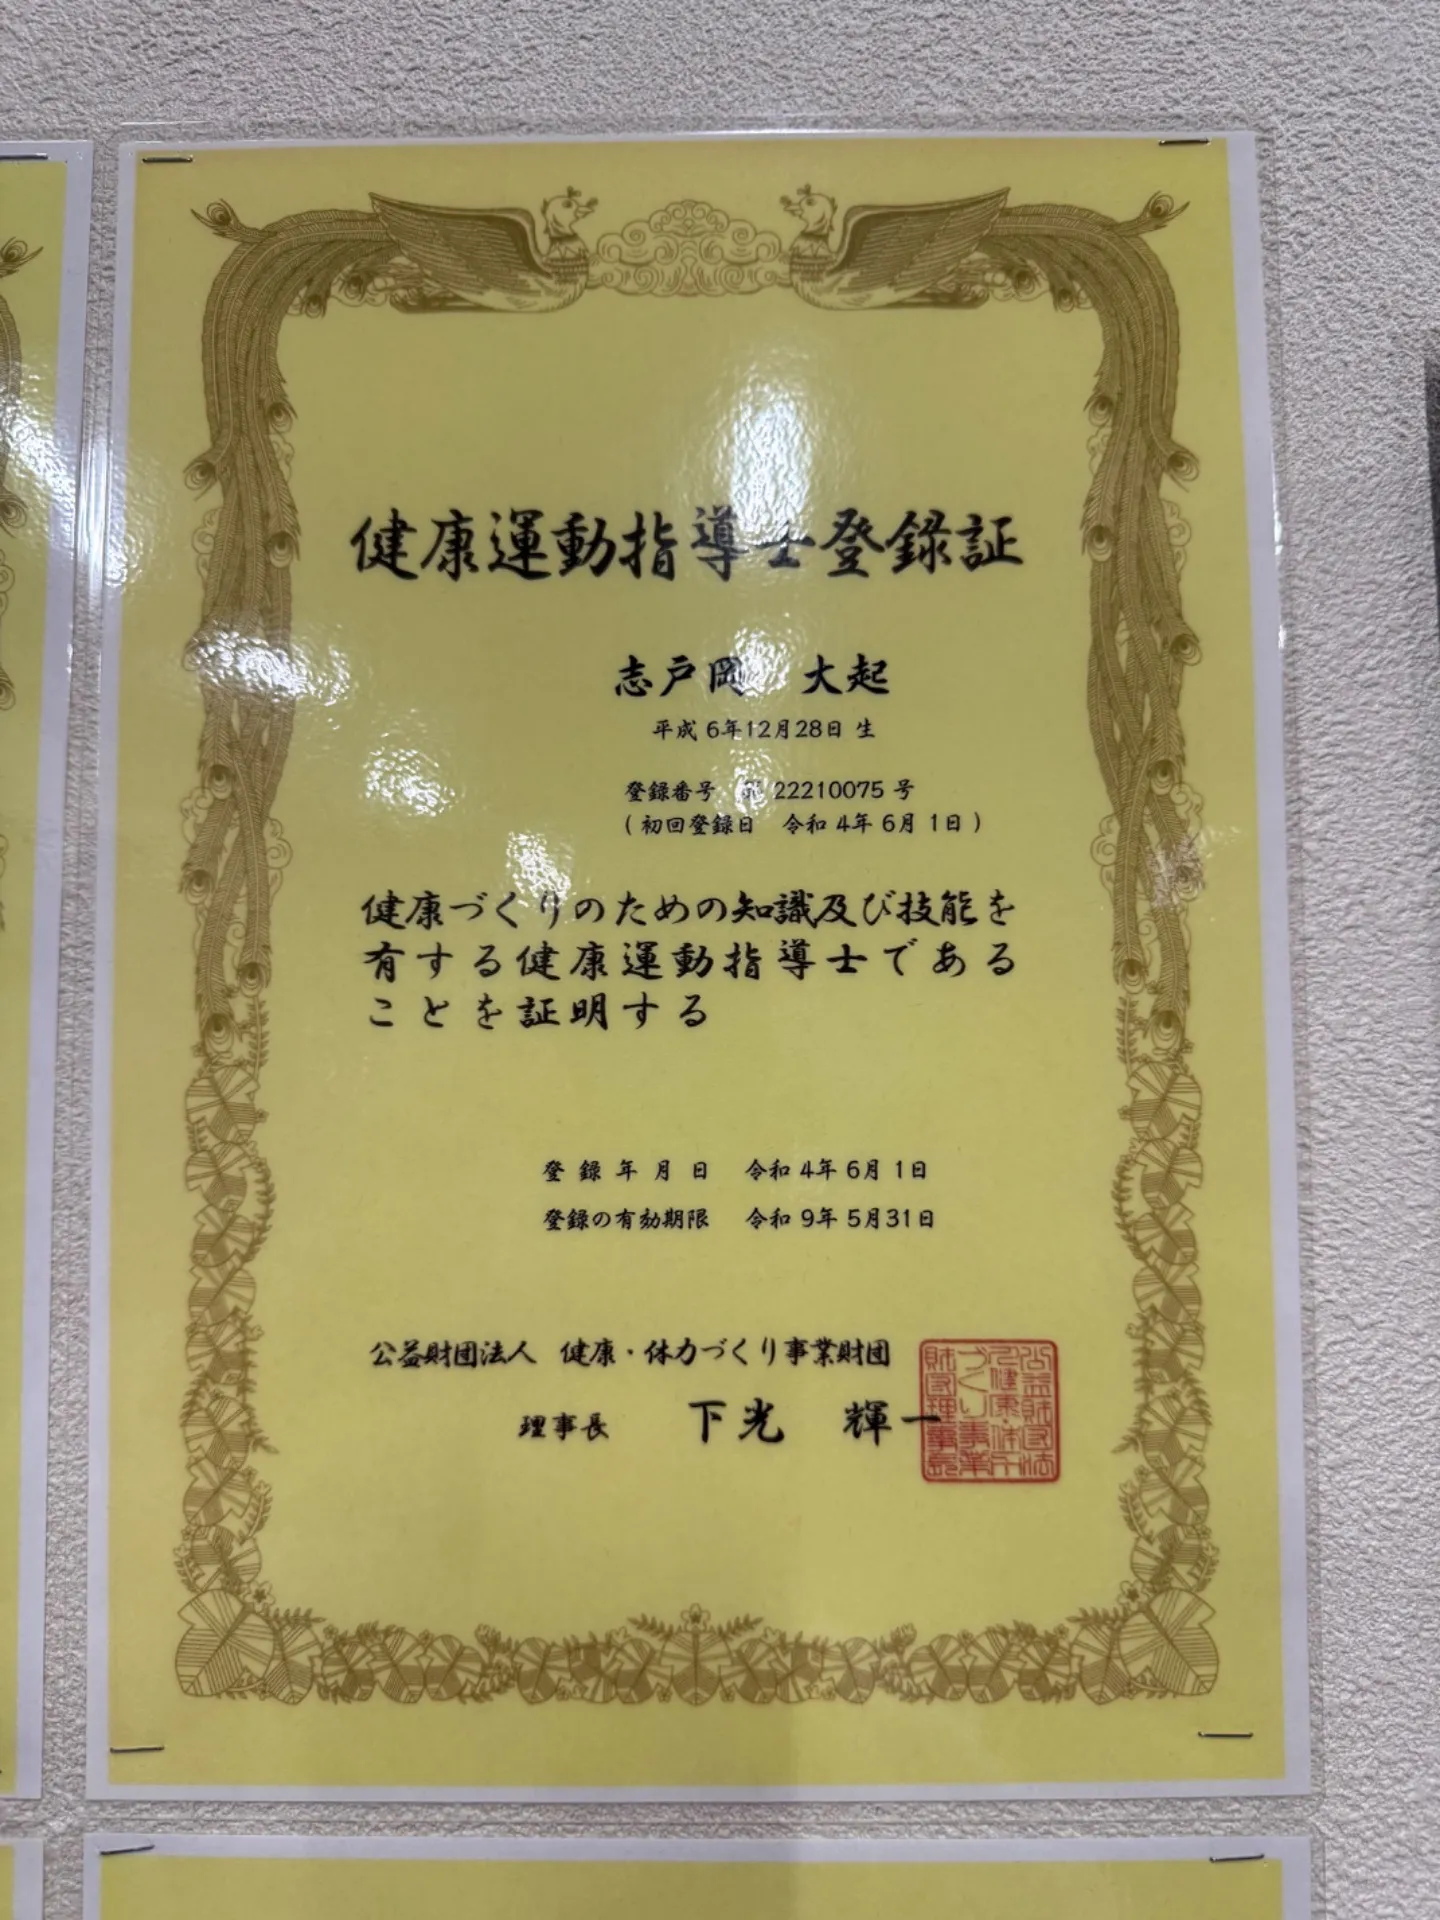 健康運動指導士登録証
志戸岡 大起
平成 6年12月28日 生
登録番号 第 22210075 号
( 初回登録日 令和 4年 6月 1日 )
健康づくりのための知識及び技能を
有する健康運動指導士である
ことを証明する
登録年月日 令和 4年 6月 1日
登録の有効期限 令和 9年 5月31日
公益財団法人 健康・体力づくり事業財団
理事長 下光 輝一